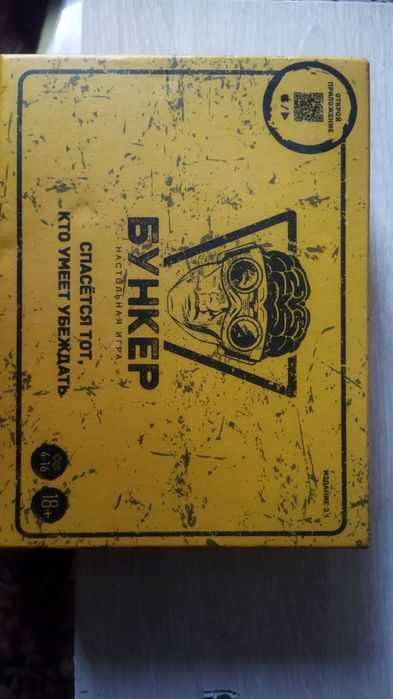 ОТКРОЙ
ПРИЛОЖЕНИЕ
БУНКЕР
НАСТОЛЬНАЯ ИГРА
СПАСЁТСЯ ТОТ,
КТО УМЕЕТ УБЕЖДАТЬ
ИЗДАНИЕ 3.1
4-16
18+